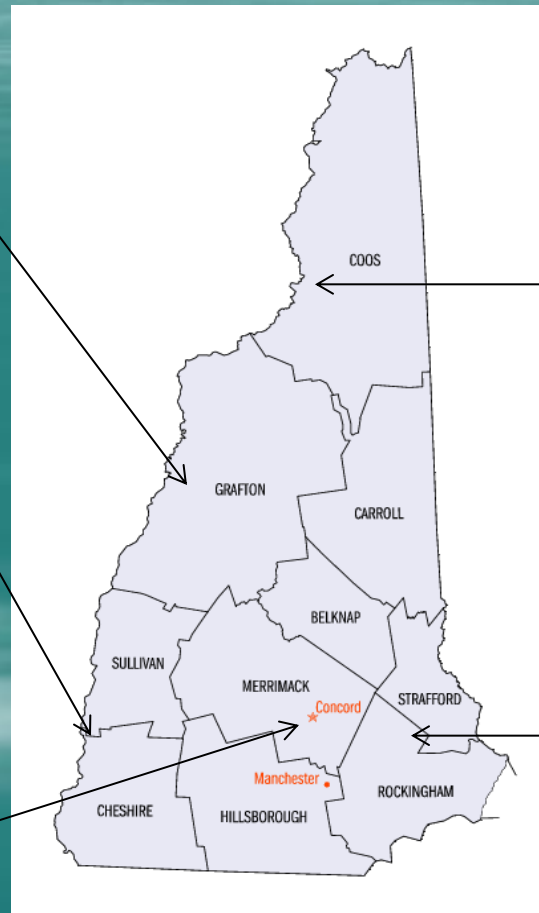 COOS
GRAFTON
CARROLL
BELKNAP
SULLIVAN
MERRIMACK
STRAFFORD
Concord
Manchester
ROCKINGHAM
CHESHIRE
HILLSBOROUGH